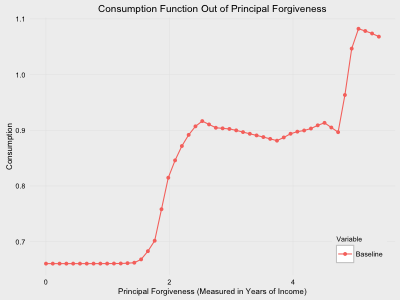 Consumption Function Out of Principal Forgiveness
1.1
1.0
0.9
0.8
0.7
Consumption
0
2
4
Principal Forgiveness (Measured in Years of Income)
Variable
Baseline